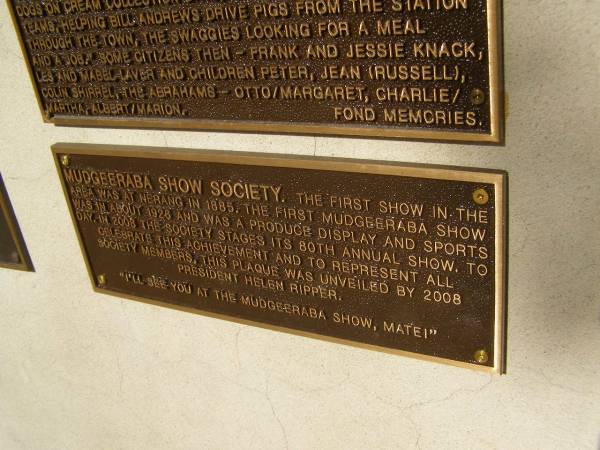 DOGS ON CREAM COLLECTION
YEARS, HELPING BILL ANDREWS DRIVE PIGS FROM THE STATION
THROUGH THE TOWN, THE SWAGGIES LOOKING FOR A MEAL
AND A JOB. SOME CITIZENS THEN - FRANK AND JESSIE KNACK,
LES AND MABEL LAVER AND CHILDREN PETER, JEAN (RUSSELL),
COLIN SHIRREL, THE ABRAHAMS - OTTO/MARGARET, CHARLIE/
MARTHA, ALBERT/MARION. FOND MEMORIES.
MUDGEERABA SHOW SOCIETY. THE FIRST SHOW IN THE
AREA WAS AT NERANG IN 1885. THE FIRST MUDGEERABA SHOW
WAS IN ABOUT 1928 AND WAS A PRODUCE DISPLAY AND SPORTS
DAY. IN 2008 THE SOCIETY STAGES ITS 80TH ANNUAL SHOW. TO
CELEBRATE THIS ACHIEVEMENT AND TO REPRESENT ALL
SOCIETY MEMBERS, THIS PLAQUE WAS UNVEILED BY 2008
PRESIDENT HELEN RIPPER.
"I'LL SEE YOU AT THE MUDGEERABA SHOW, MATE!"